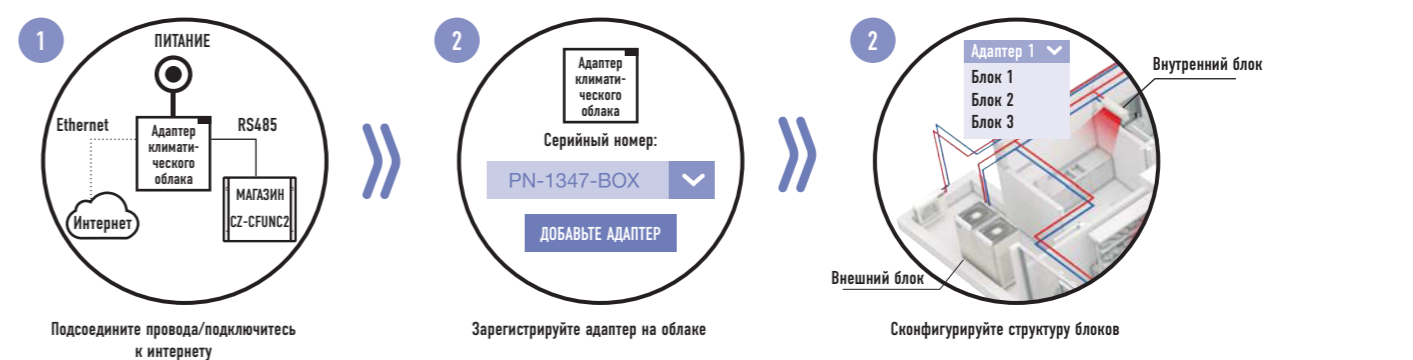 1
ПИТАНИЕ
Ethernet
RS485
Адаптер
климати-
ческого
облака
МАГАЗИН
CZ-CFUNC2
Интернет
Подсоедините провода/подключитесь
к интернету
2
Адаптер
климати-
ческого
облака
Серийный номер:
PN-1347-BOX
ДОБАВЬТЕ АДАПТЕР
Зарегистрируйте адаптер на облаке
2
Адаптер 1
Блок 1
Блок 2
Блок 3
Внутренний блок
Внешний блок
Сконфигурируйте структуру блоков